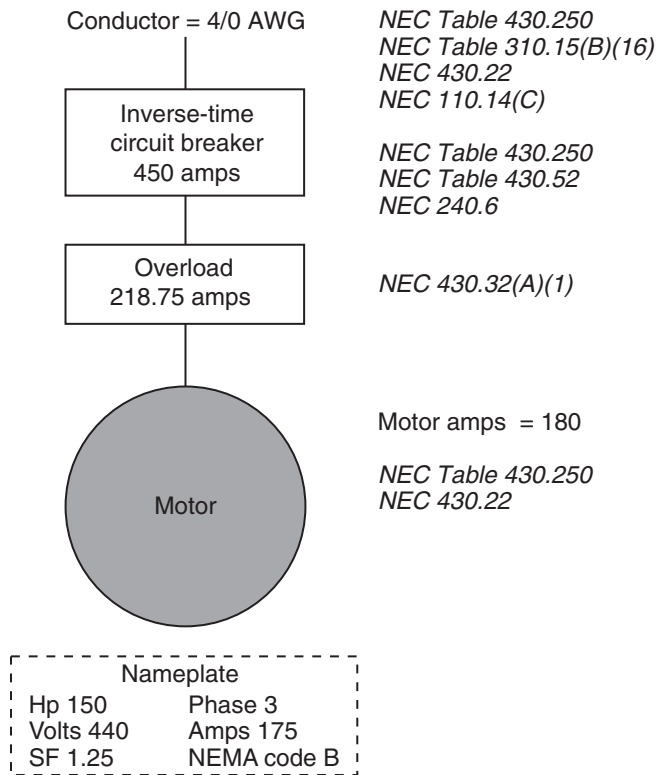 Conductor = 4/0 AWG
NEC Table 430.250
NEC Table 310.15(B)(16)
NEC 430.22
NEC 110.14(C)
Inverse-time
circuit breaker
450 amps
NEC Table 430.250
NEC Table 430.52
NEC 240.6
Overload
218.75 amps
NEC 430.32(A)(1)
Motor amps = 180
NEC Table 430.250
NEC 430.22
Motor
Nameplate
Hp 150 Phase 3
Volts 440 Amps 175
SF 1.25 NEMA code B